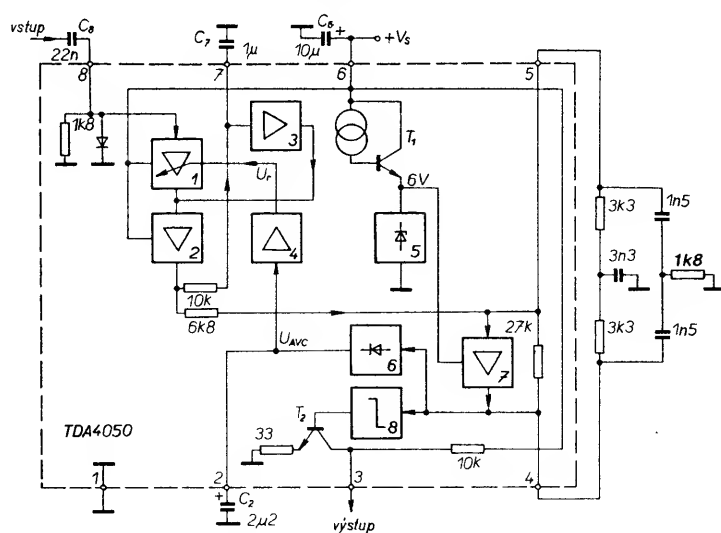 vstup
C8
22n
C7
1μ
C6
+
10μ
+Vs
8
7
6
5
1k8
3
T1
1
Ur
6V
2
4
5
10k
6k8
27k
UAVC
6
7
8
T2
33
10k
TDA4050
1
2
3
4
+
C2
2μ2
výstup
3k3
1n5
3n3
1k8
3k3
1n5